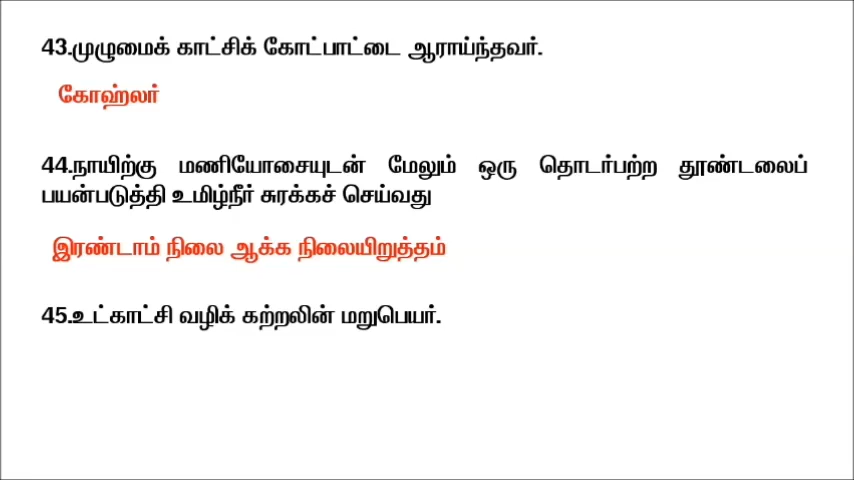 43.முழுமைக் காட்சிக் கோட்பாட்டை ஆராய்ந்தவர்.
கோஹ்லர்
44.நாயிற்கு மணியோசையுடன் மேலும் ஒரு தொடர்பற்ற தூண்டலைப்
பயன்படுத்தி உமிழ்நீர் சுரக்கச் செய்வது
இரண்டாம் நிலை ஆக்க நிலையிறுத்தம்
45.உட்காட்சி வழிக் கற்றலின் மறுபெயர்.